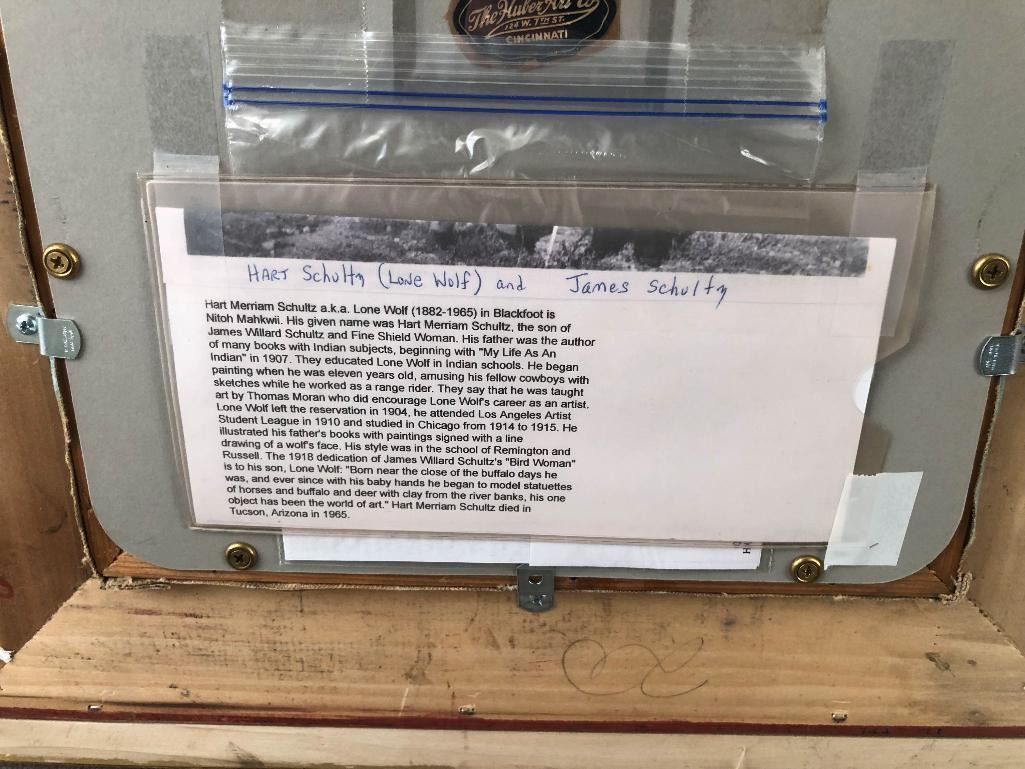 The Huber Art Co
124 W. 7TH ST.
CINCINNATI
HART Schultz (Lone Wolf) and James Schultz
Hart Merriam Schultz a.k.a. Lone Wolf (1882-1965) in Blackfoot is
Nitoh Mahkwii. His given name was Hart Merriam Schultz, the son of
James Willard Schultz and Fine Shield Woman. His father was the author
of many books with Indian subjects, beginning with "My Life As An
Indian" in 1907. They educated Lone Wolf in Indian schools. He began
painting when he was eleven years old, amusing his fellow cowboys with
sketches while he worked as a range rider. They say that he was taught
art by Thomas Moran who did encourage Lone Wolf's career as an artist.
Lone Wolf left the reservation in 1904, he attended Los Angeles Artist
Student League in 1910 and studied in Chicago from 1914 to 1915. He
illustrated his father's books with paintings signed with a line
drawing of a wolf's face. His style was in the school of Remington and
Russell. The 1918 dedication of James Willard Schultz's "Bird Woman"
is to his son, Lone Wolf: "Born near the close of the buffalo days he
was, and ever since with his baby hands he began to model statuettes
of horses and buffalo and deer with clay from the river banks, his one
object has been the world of art." Hart Merriam Schultz died in
Tucson, Arizona in 1965.